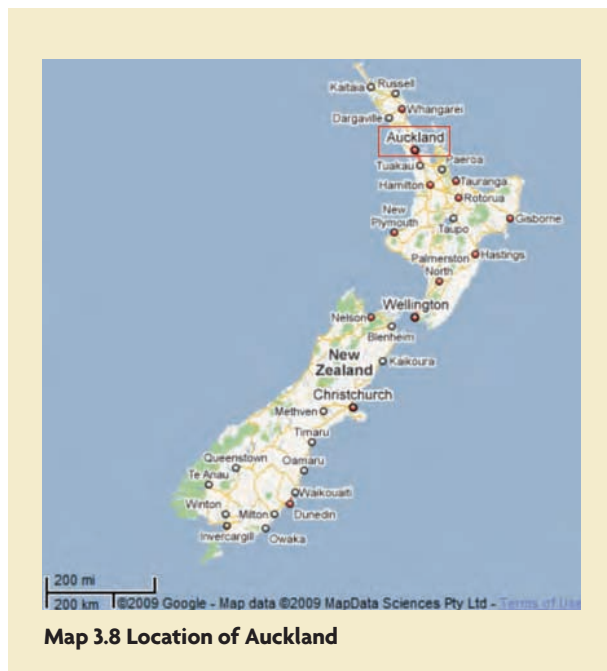 Kaitaia Russell
Whangarei
Dargaville
Auckland
Tuakau Paeroa
Hamilton Tauranga
Rotorua
New
Plymouth
Taupo
Gisborne
Palmerston
North
Hastings
Wellington
Nelson
Blenheim
New
Zealand
Kaikoura
Christchurch
Methven
Timaru
Queenstown
Oamaru
Te Anau
Waikouaiti
Winton
Milton
Dunedin
Invercargill
Owaka
200 mi
200 km ©2009 Google - Map data ©2009 MapData Sciences Pty Ltd - Terms of Use
Map 3.8 Location of Auckland